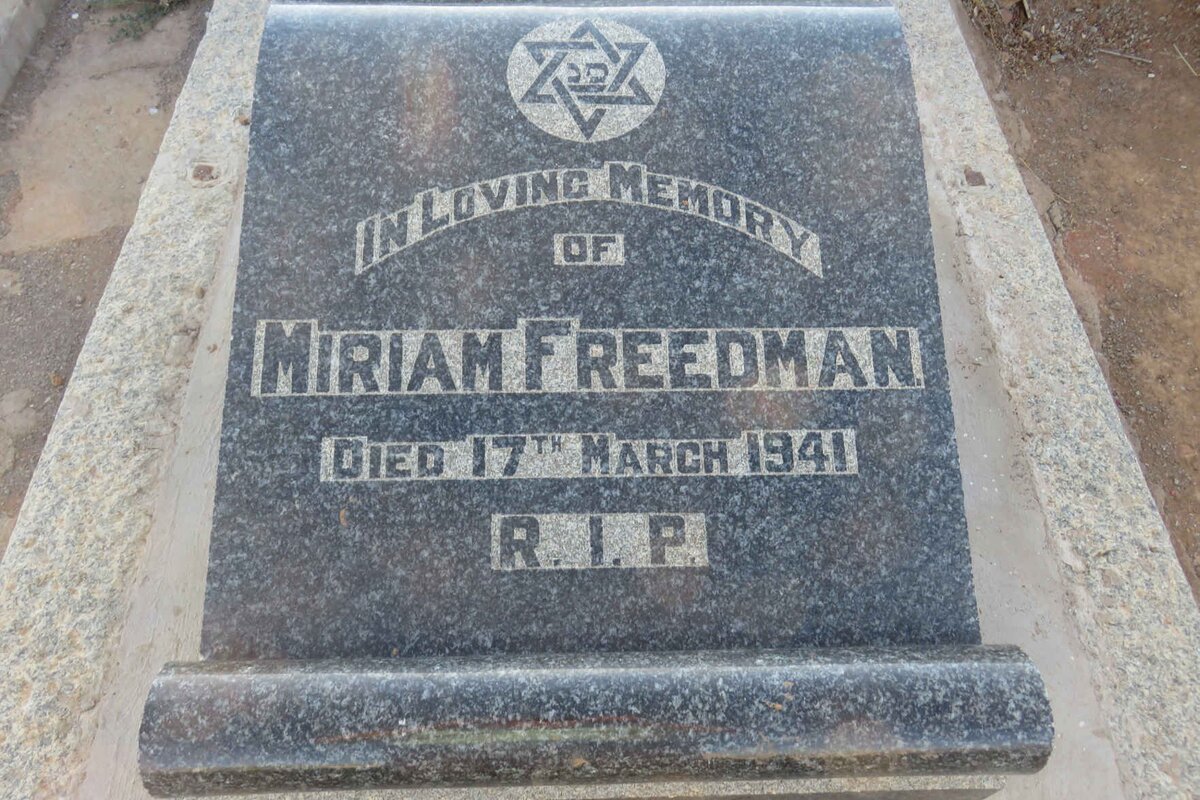 פנ
IN LOVING MEMORY
OF
MIRIAM FREEDMAN
DIED 17TH MARCH 1941
R. I. P.